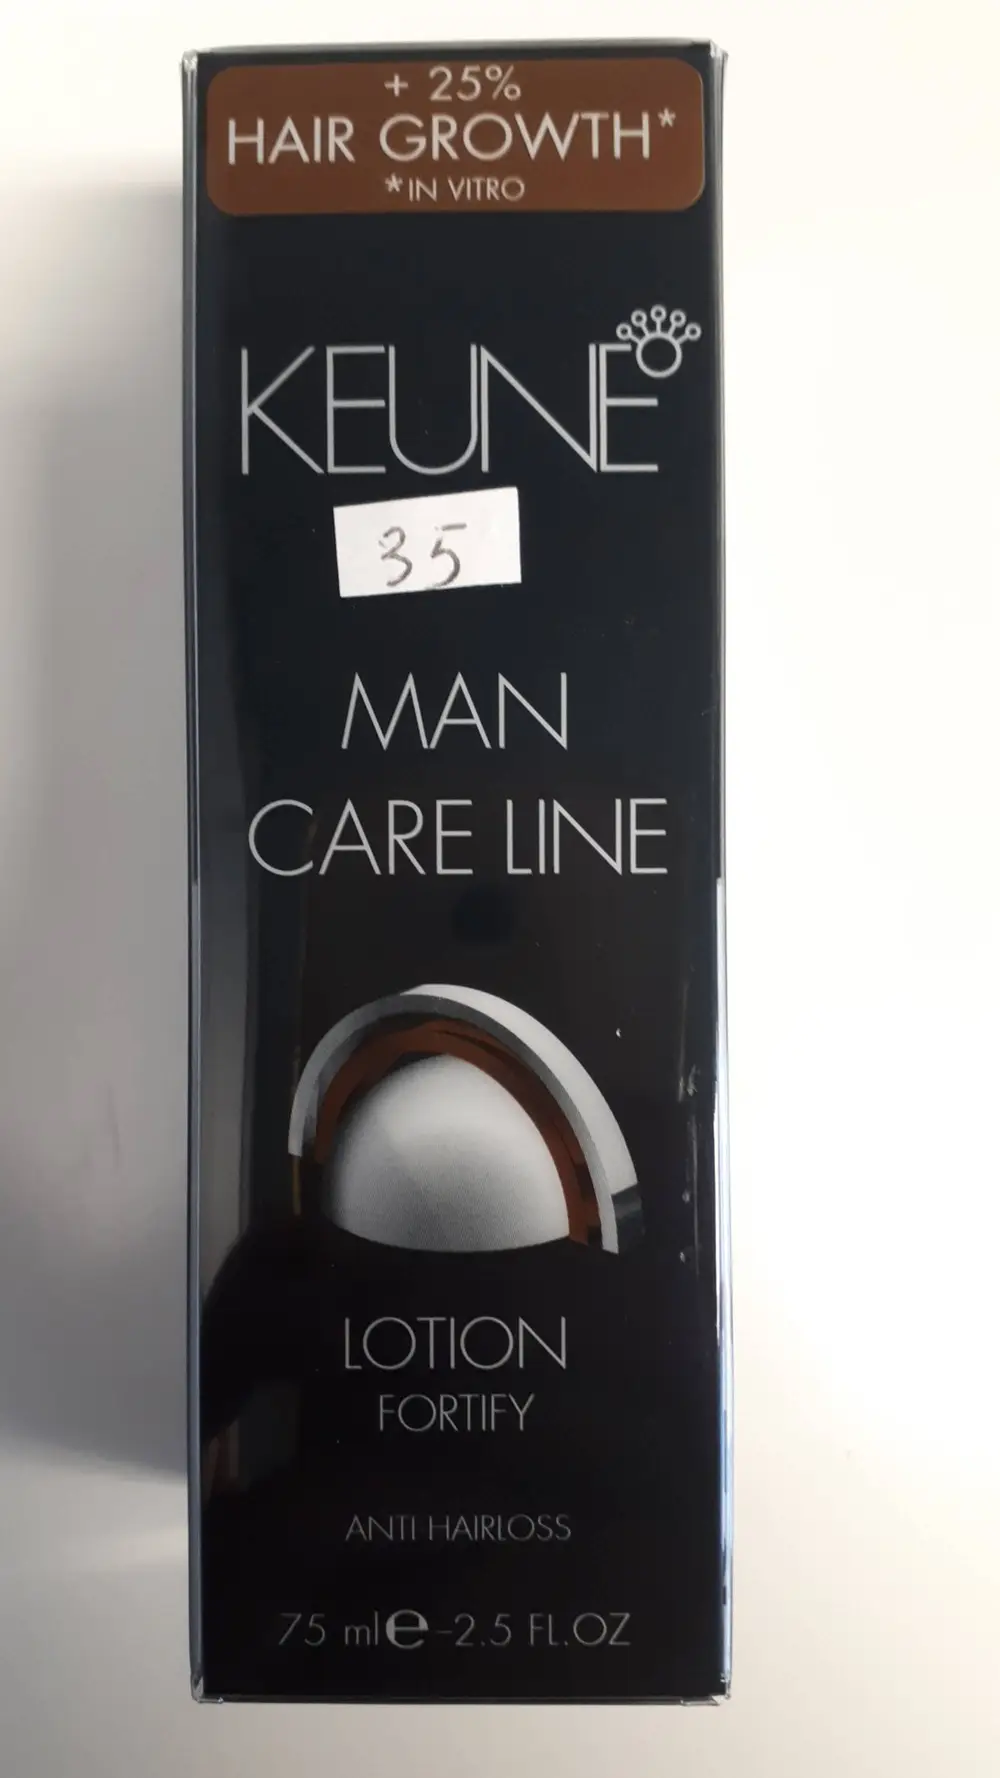 + 25%
HAIR GROWTH*
*IN VITRO
KEUNE
35
MAN
CARE LINE
LOTION
FORTIFY
ANTI HAIRLOSS
75 ml℮–2.5 FL.OZ